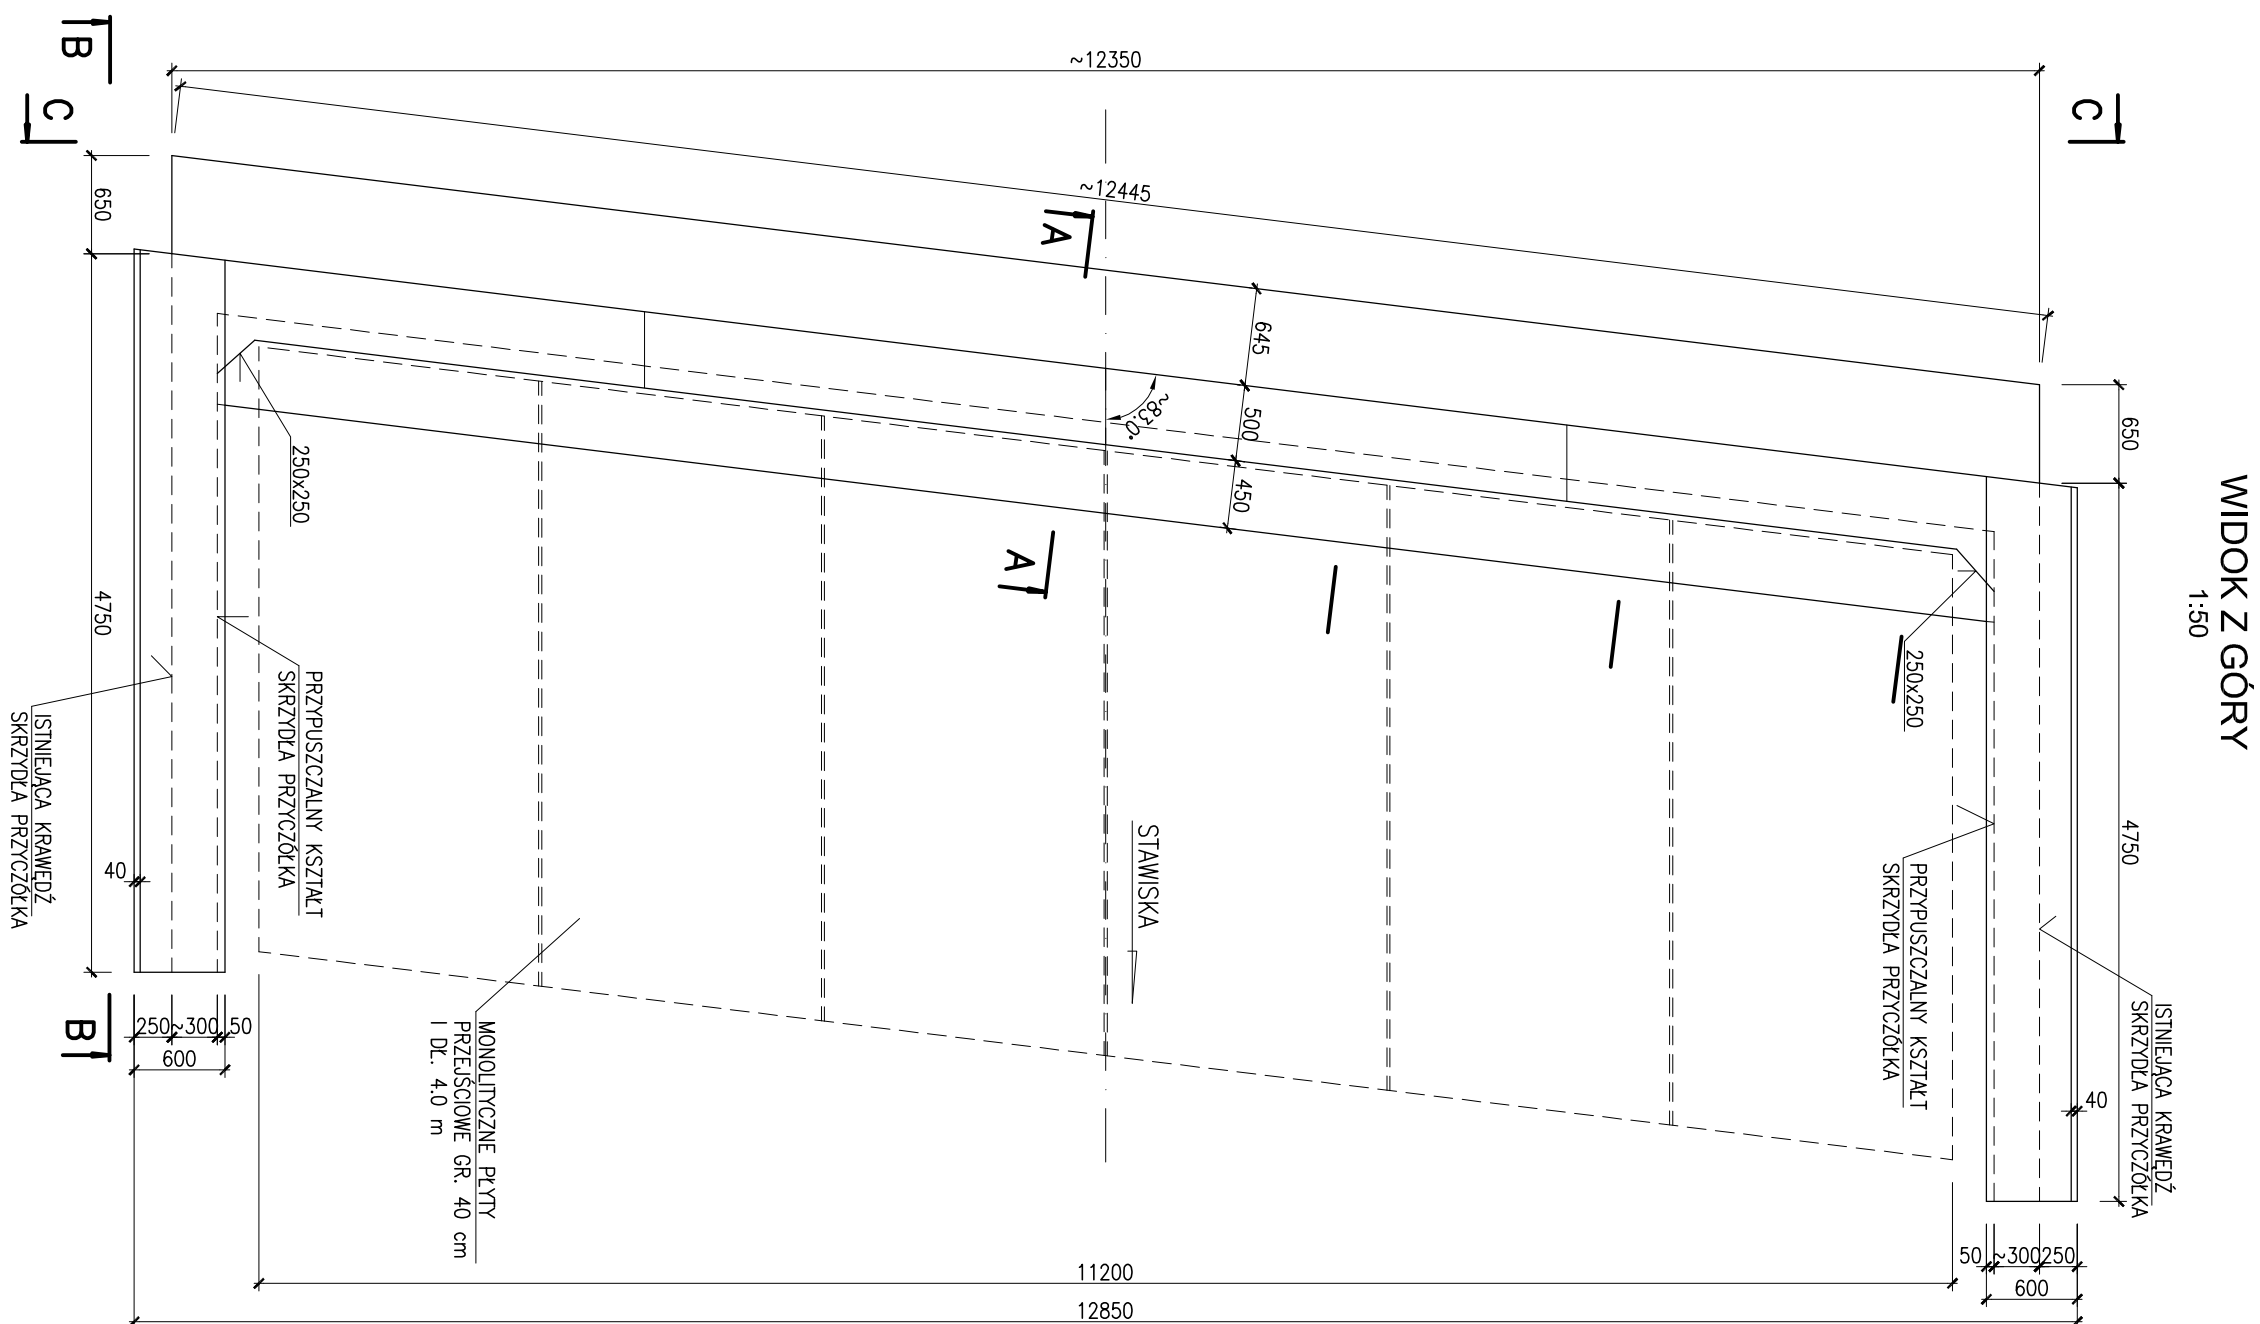 WIDOK Z GÓRY
1:50
B
C
C
~12350
~12445
650
A
645
500
450
~83.0°
650
250x250
A
250x250
4750
4750
PRZYPUSZCZALNY KSZTAŁT
SKRZYDŁA PRZYCZÓŁKA
ISTNIEJĄCA KRAWĘDŹ
SKRZYDŁA PRZYCZÓŁKA
STAWISKA
PRZYPUSZCZALNY KSZTAŁT
SKRZYDŁA PRZYCZÓŁKA
ISTNIEJĄCA KRAWĘDŹ
SKRZYDŁA PRZYCZÓŁKA
40
40
B
250 ~300 50
600
MONOLITYCZNE PŁYTY
PRZEJŚCIOWE GR. 40 cm
I DŁ. 4.0 m
50 ~300 250
600
11200
12850